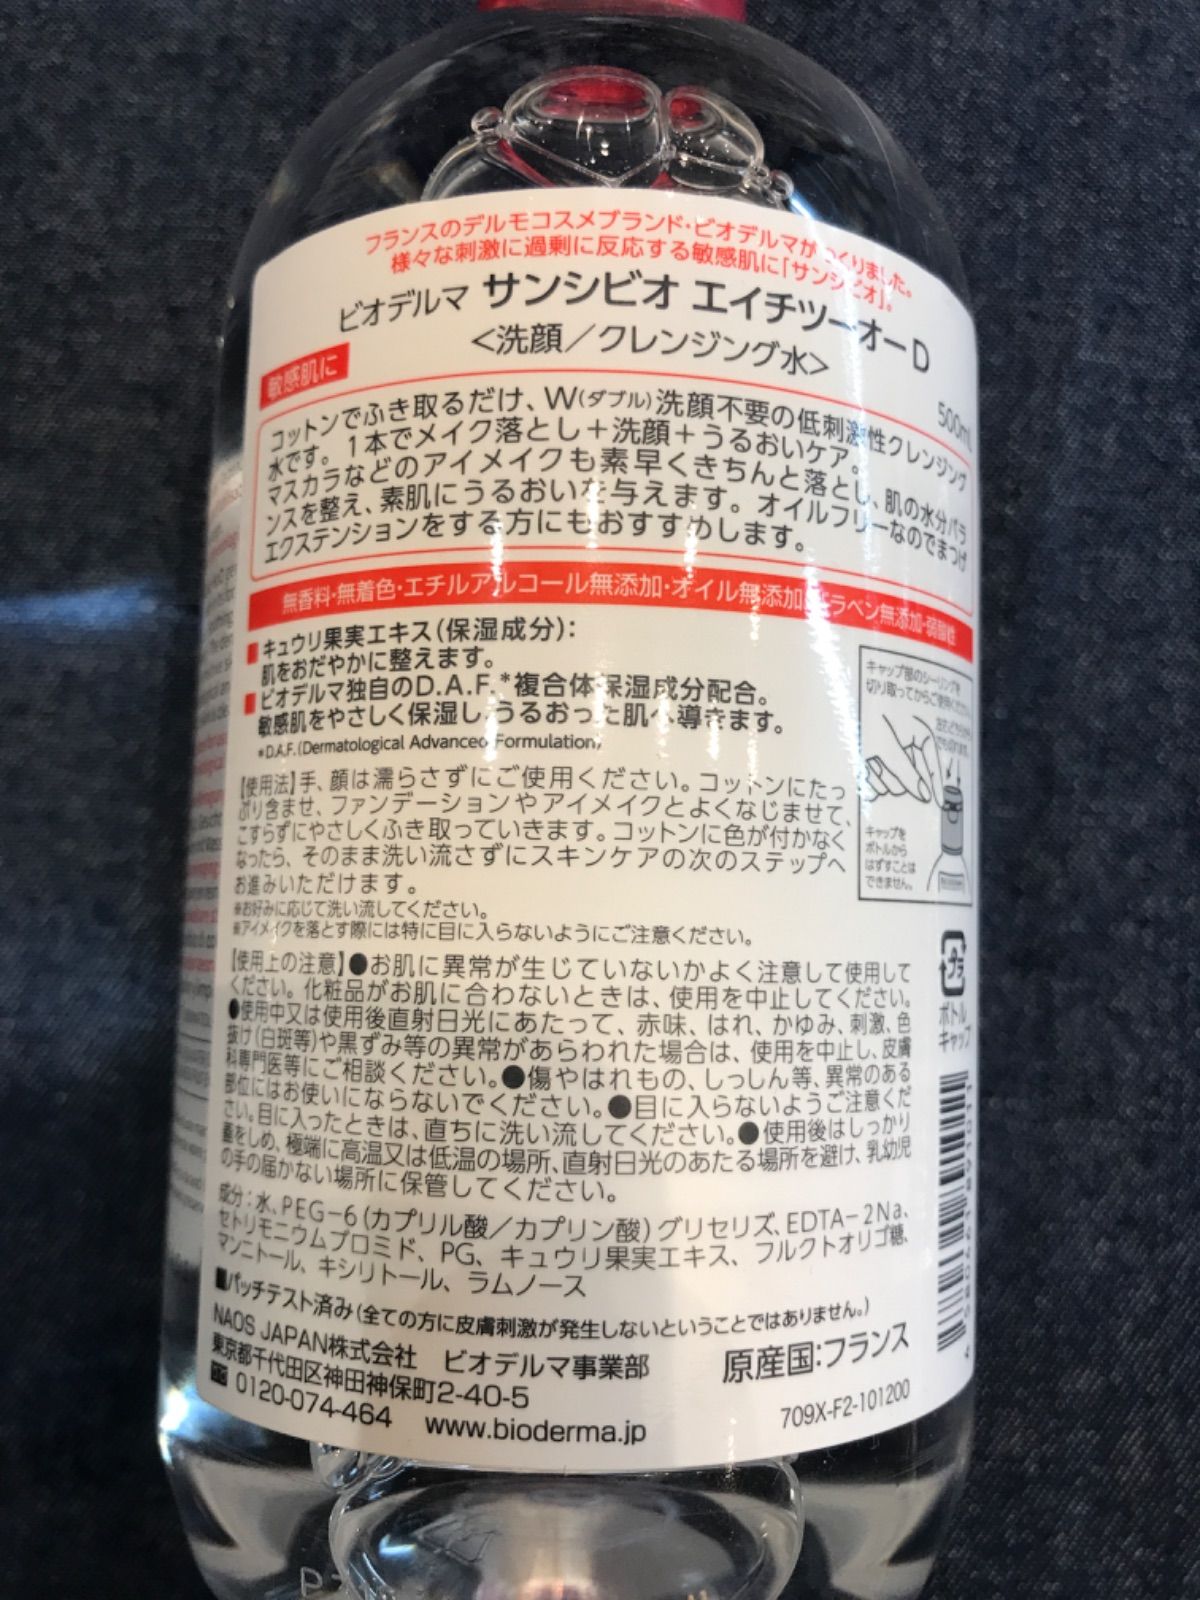 フランスのデルモコスメブランド・ビオデルマがつくりました。
様々な刺激に過剰に反応する敏感肌に「サンシビオ」。
ビオデルマ サンシビオ エイチツーオー D
<洗顔／クレンジング水>
敏感肌に
500mL
コットンでふき取るだけ、W(ダブル)洗顔不要の低刺激性クレンジング
水です。1本でメイク落とし＋洗顔＋うるおいケア。
マスカラなどのアイメイクも素早くきちんと落とし、肌の水分バラ
ンスを整え、素肌にうるおいを与えます。オイルフリーなのでまつげ
エクステンションをする方にもおすすめします。
無香料・無着色・エチルアルコール無添加・オイル無添加・パラベン無添加・弱酸性
■キュウリ果実エキス(保湿成分)：
肌をおだやかに整えます。
■ビオデルマ独自のD.A.F.*複合体保湿成分配合。
敏感肌をやさしく保湿し、うるおった肌へ導きます。
*D.A.F.(Dermatological Advanced Formulation)
キャップ部のシーリングを
切り取ってからご使用ください。
キャップを
ボトルから
はずすことは
できません。
【使用法】手、顔は濡らさずにご使用ください。コットンにたっ
ぷり含ませ、ファンデーションやアイメイクとよくなじませて、
こすらずにやさしくふき取っていきます。コットンに色が付かなく
なったら、そのまま洗い流さずにスキンケアの次のステップへ
お進みいただけます。
※お好みに応じて洗い流してください。
※アイメイクを落とす際には特に目に入らないようにご注意ください。
プラ
ボトル
キャップ
【使用上の注意】●お肌に異常が生じていないかよく注意して使用して
ください。化粧品がお肌に合わないときは、使用を中止してください。
●使用中又は使用後直射日光にあたって、赤味、はれ、かゆみ、刺激、色
抜け(白斑等)や黒ずみ等の異常があらわれた場合は、使用を中止し、皮膚
科専門医等にご相談ください。●傷やはれもの、しっしん等、異常のある
部位にはお使いにならないでください。●目に入らないようご注意くだ
さい。目に入ったときは、直ちに洗い流してください。●使用後はしっかり
蓋をしめ、極端に高温又は低温の場所、直射日光のあたる場所を避け、乳幼児
の手の届かない場所に保管してください。
成分：水、PEG－6(カプリル酸／カプリン酸)グリセリズ、EDTA－2Na、
セトリモニウムブロミド、PG、キュウリ果実エキス、フルクトオリゴ糖、
マンニトール、キシリトール、ラムノース
■パッチテスト済み(全ての方に皮膚刺激が発生しないということではありません。)
NAOS JAPAN株式会社 ビオデルマ事業部
東京都千代田区神田神保町2-40-5
0120-074-464 www.bioderma.jp
原産国：フランス
709X-F2-101200